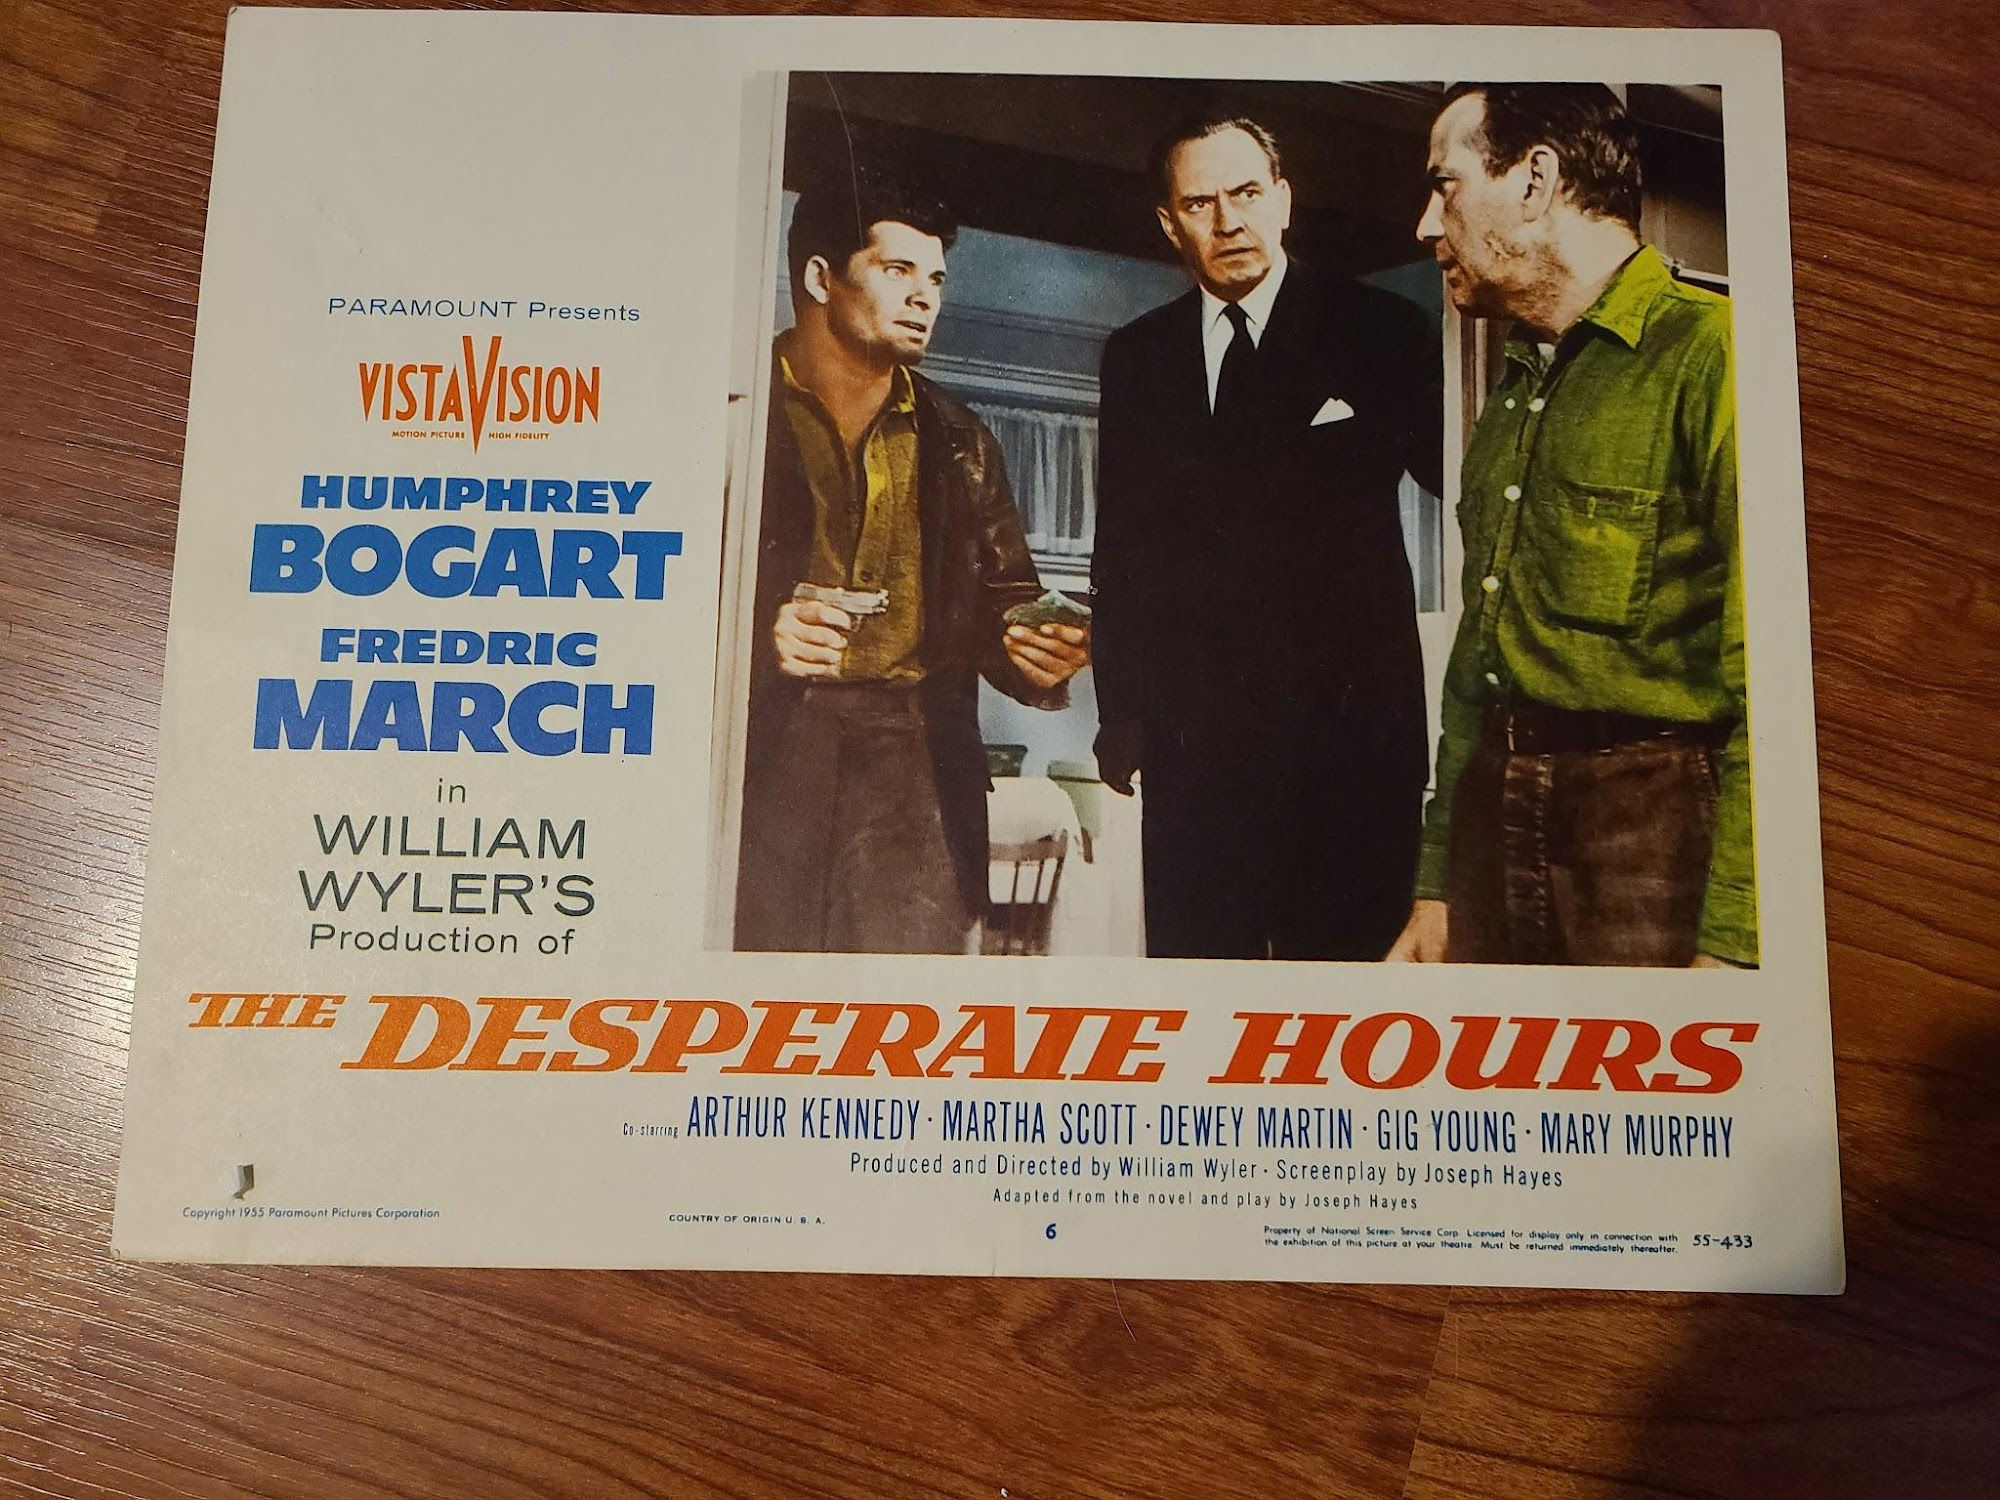 PARAMOUNT Presents
VISTAVISION
MOTION PICTURE HIGH FIDELITY
HUMPHREY
BOGART
FREDRIC
MARCH
in
WILLIAM
WYLER'S
Production of
THE DESPERATE HOURS
Co-starring ARTHUR KENNEDY · MARTHA SCOTT · DEWEY MARTIN · GIG YOUNG · MARY MURPHY
Produced and Directed by William Wyler · Screenplay by Joseph Hayes
Adapted from the novel and play by Joseph Hayes
Copyright 1955 Paramount Pictures Corporation
COUNTRY OF ORIGIN U. S. A.
6
Property of National Screen Service Corp. Licensed for display only in connection with
the exhibition of this picture at your theatre. Must be returned immediately thereafter.
55-433